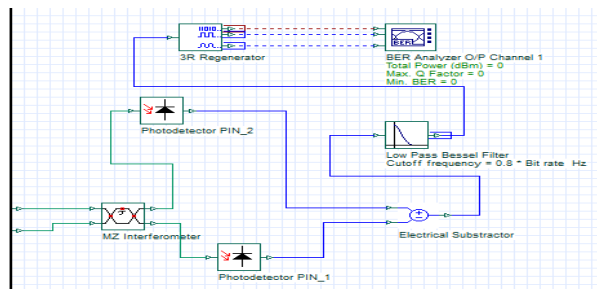 3R Regenerator
BER
BER Analyzer O/P Channel 1
Total Power (dBm) = 0
Max. Q Factor = 0
Min. BER = 0
Photodetector PIN_2
Low Pass Bessel Filter
Cutoff frequency = 0.8 * Bit rate Hz
MZ Interferometer
Electrical Substractor
Photodetector PIN_1